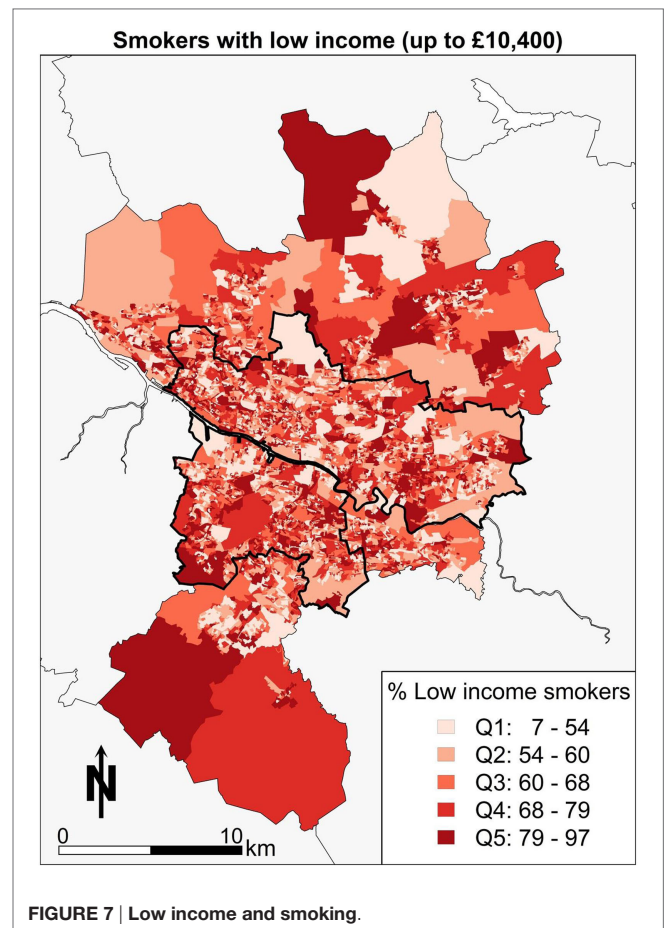 Smokers with low income (up to £10,400)
% Low income smokers
Q1: 7 - 54
Q2: 54 - 60
Q3: 60 - 68
Q4: 68 - 79
Q5: 79 - 97
N
0 10
km
FIGURE 7 | Low income and smoking.